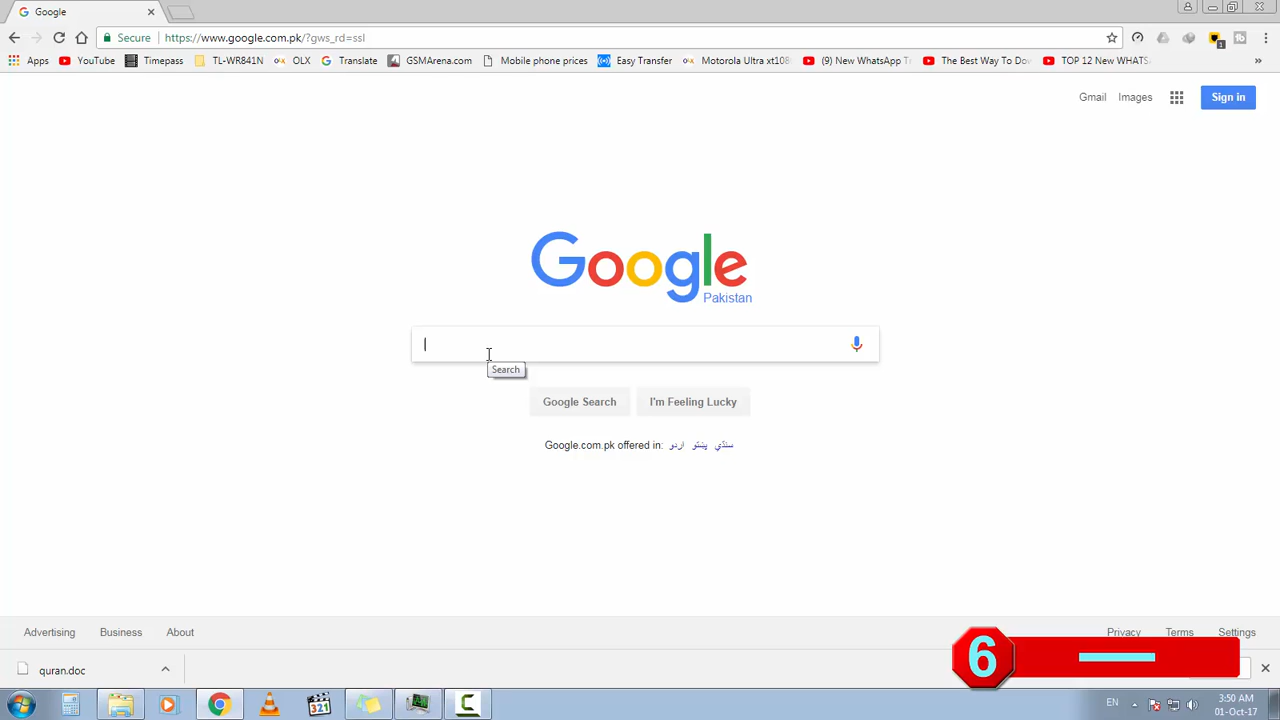 Google
Secure https://www.google.com.pk/?gws_rd=ssl
1
Apps YouTube Timepass TL-WR841N OLX Translate GSMArena.com Mobile phone prices Easy Transfer Motorola Ultra xt108 (9) New WhatsApp T The Best Way To Do TOP 12 New WHATS »
Gmail Images Sign in
Google
Pakistan
Search
Google Search I'm Feeling Lucky
Google.com.pk offered in: اردو پښتو سنڌي
Advertising Business About Privacy Terms Settings
quran.doc
6
321
EN 3:50 AM
01-Oct-17